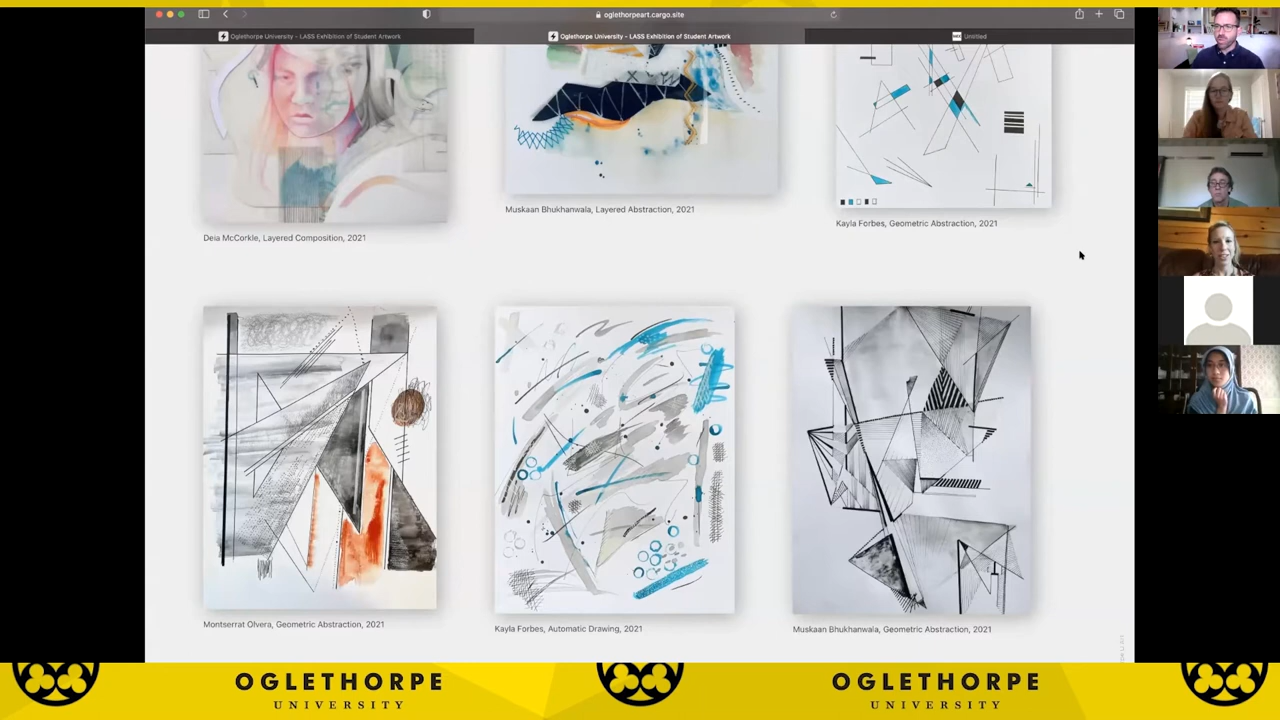 oglethorpeart.cargo.site
Oglethorpe University - LASS Exhibition of Student Artwork
Oglethorpe University - LASS Exhibition of Student Artwork
Untitled
Deia McCorkle, Layered Composition, 2021
Muskaan Bhukhanwala, Layered Abstraction, 2021
Kayla Forbes, Geometric Abstraction, 2021
Montserrat Olvera, Geometric Abstraction, 2021
Kayla Forbes, Automatic Drawing, 2021
Muskaan Bhukhanwala, Geometric Abstraction, 2021
OGLETHORPE
UNIVERSITY
OGLETHORPE
UNIVERSITY